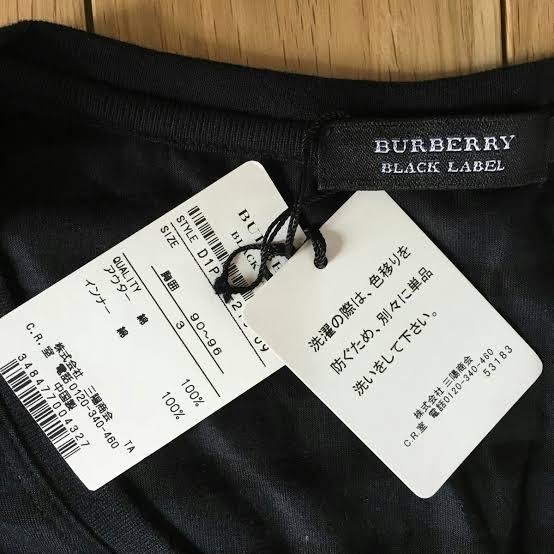 BURBERRY
BLACK LABEL
洗濯の際は、色移りを
防ぐため、別々に単品
洗いをして下さい。
株式会社 三陽商会
C.R.室 電話0120-340-460
53183
STYLE D1P
09
SIZE 3
胸囲 90~96
QUALITY
アウター 綿 100%
インナー 綿 100%
株式会社 三陽商会
C.R.室 電話0120-340-460
中国製 TA
348477004327